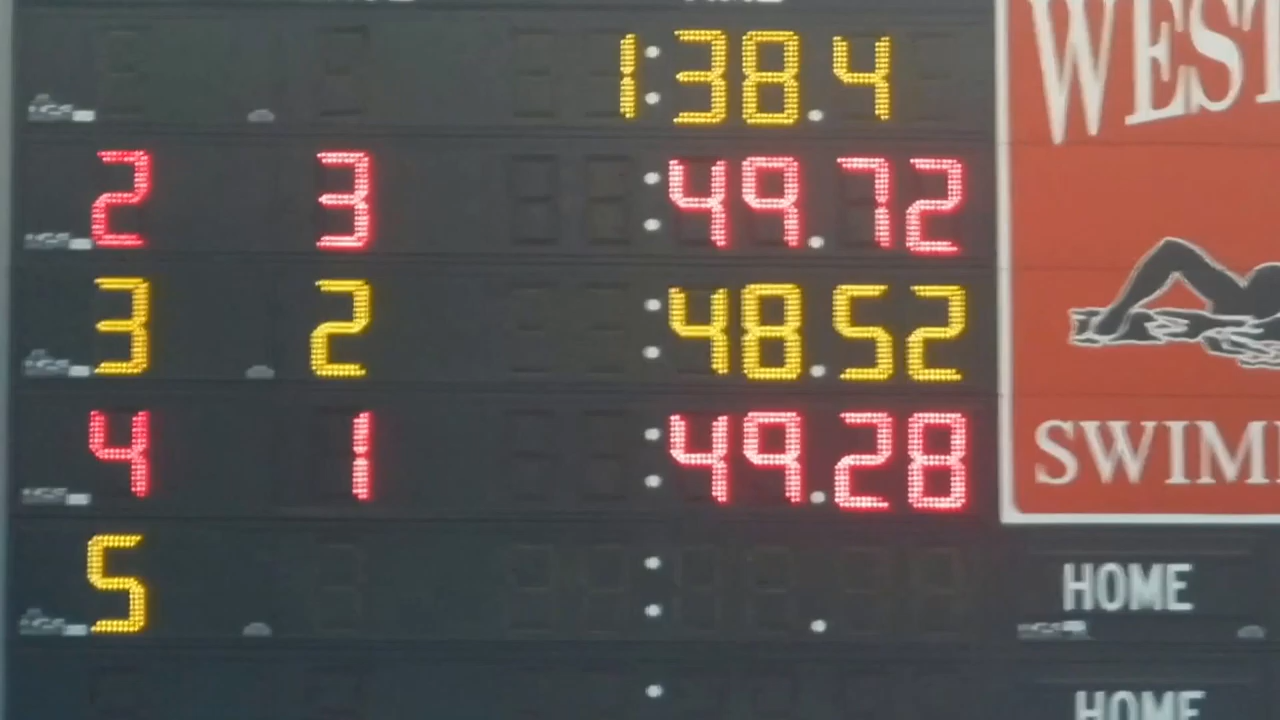 1:38.4
2 3 :49.72
3 2 :48.52
4 1 :49.28
5 : .
WEST
SWIM
HOME
HOME